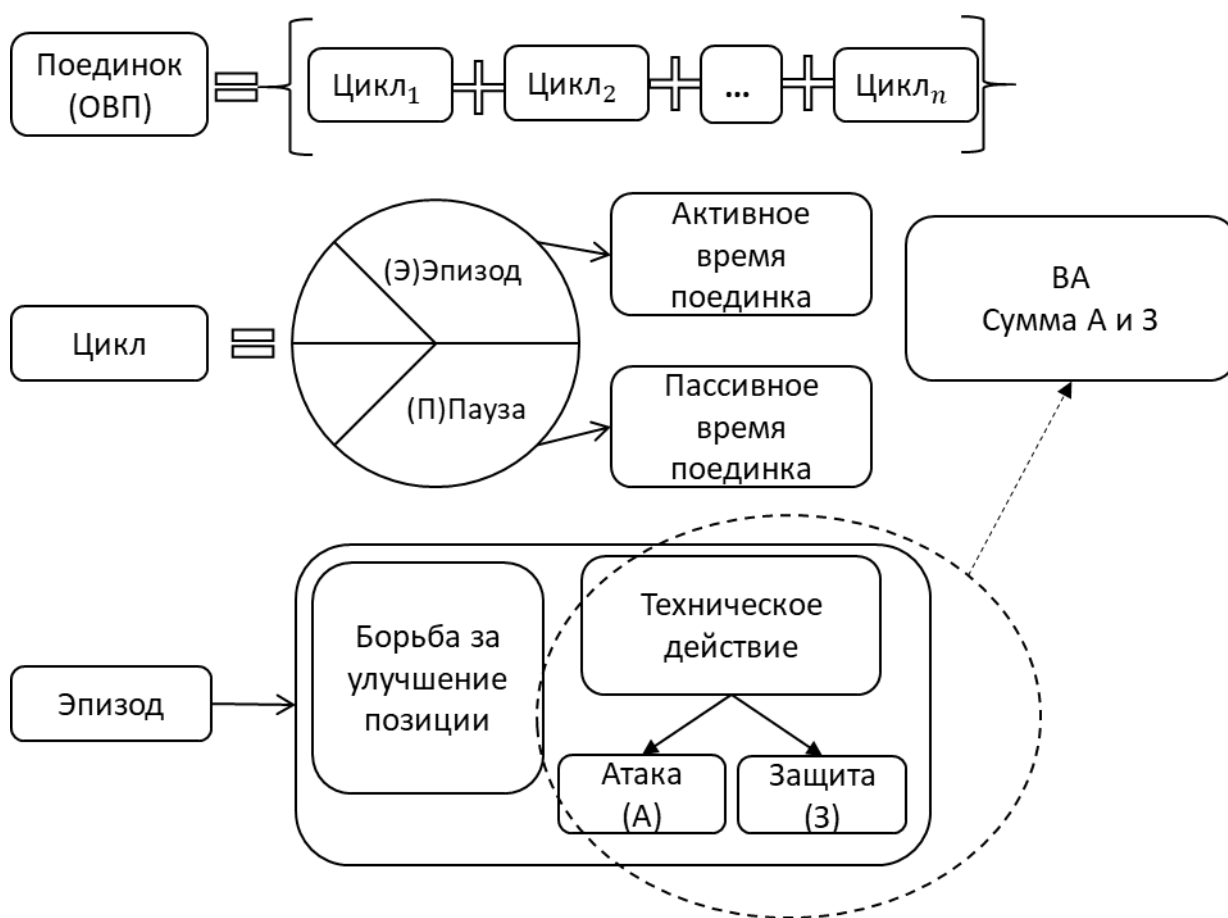 Поединок
(ОВП)
Цикл₁
Цикл₂
...
Цикл𝑛
Активное
время
поединка
(Э)Эпизод
ВА
Сумма А и З
Цикл
(П)Пауза
Пассивное
время
поединка
Борьба за
улучшение
позиции
Техническое
действие
Эпизод
Атака
(А)
Защита
(З)